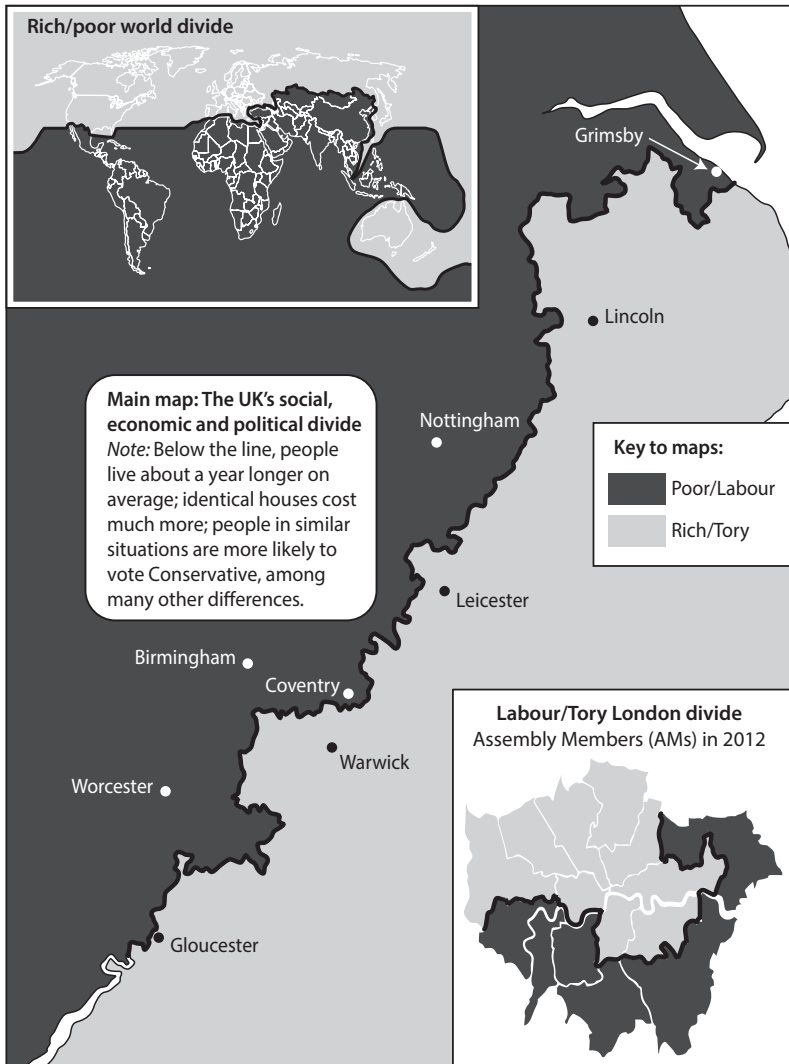 Rich/poor world divide
Grimsby
Lincoln
Main map: The UK's social,
economic and political divide
Note: Below the line, people
live about a year longer on
average; identical houses cost
much more; people in similar
situations are more likely to
vote Conservative, among
many other differences.
Nottingham
Key to maps:
Poor/Labour
Rich/Tory
Leicester
Birmingham
Coventry
Warwick
Worcester
Gloucester
Labour/Tory London divide
Assembly Members (AMs) in 2012